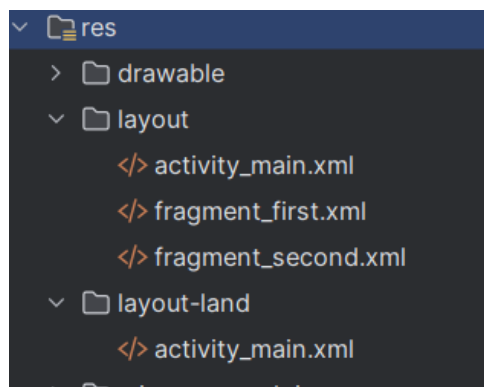 res
drawable
layout
</> activity_main.xml
</> fragment_first.xml
</> fragment_second.xml
layout-land
</> activity_main.xml